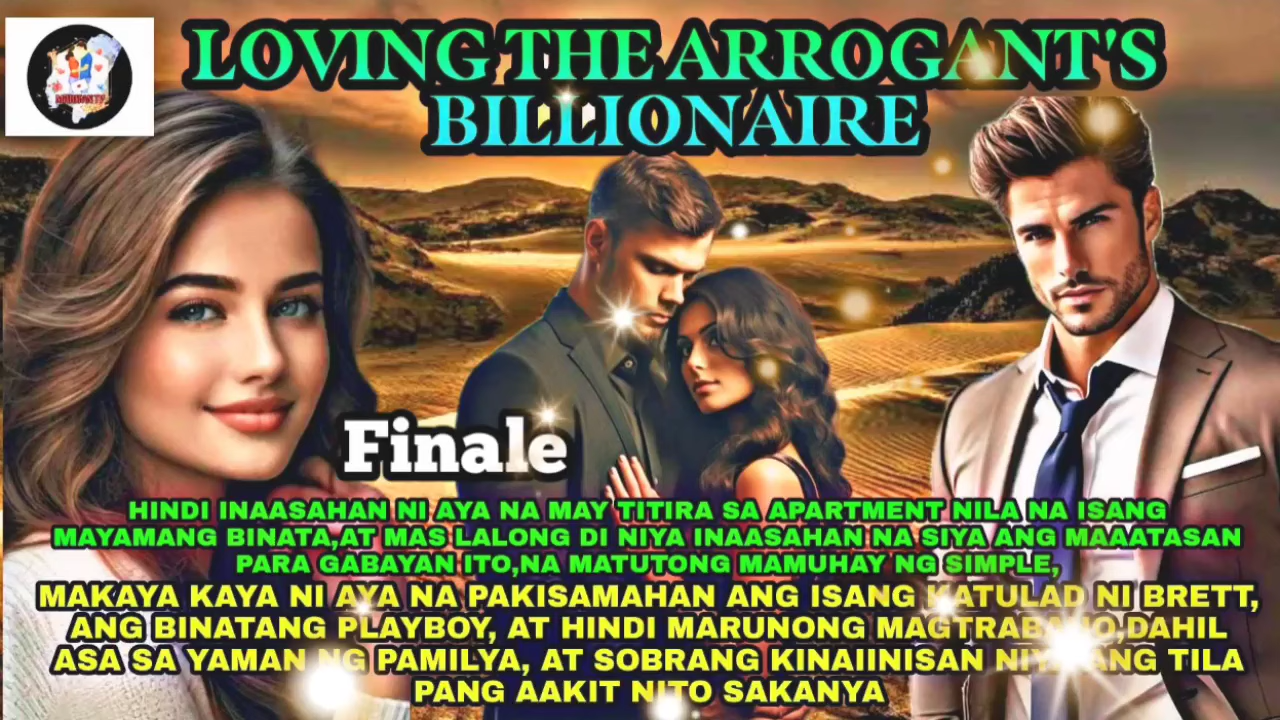 LOVING THE ARROGANT'S
BILLIONAIRE
Finale
HINDI INAASAHAN NI AYA NA MAY TITIRA SA APARTMENT NILA NA ISANG
MAYAMANG BINATA,AT MAS LALONG DI NIYA INAASAHAN NA SIYA ANG MAAATASAN
PARA GABAYAN ITO,NA MATUTONG MAMUHAY NG SIMPLE,
MAKAYA KAYA NI AYA NA PAKISAMAHAN ANG ISANG KATULAD NI BRETT,
ANG BINATANG PLAYBOY, AT HINDI MARUNONG MAGTRABAHO,DAHIL
ASA SA YAMAN NG PAMILYA, AT SOBRANG KINAIINISAN NIYA ANG TILA
PANG AAKIT NITO SAKANYA